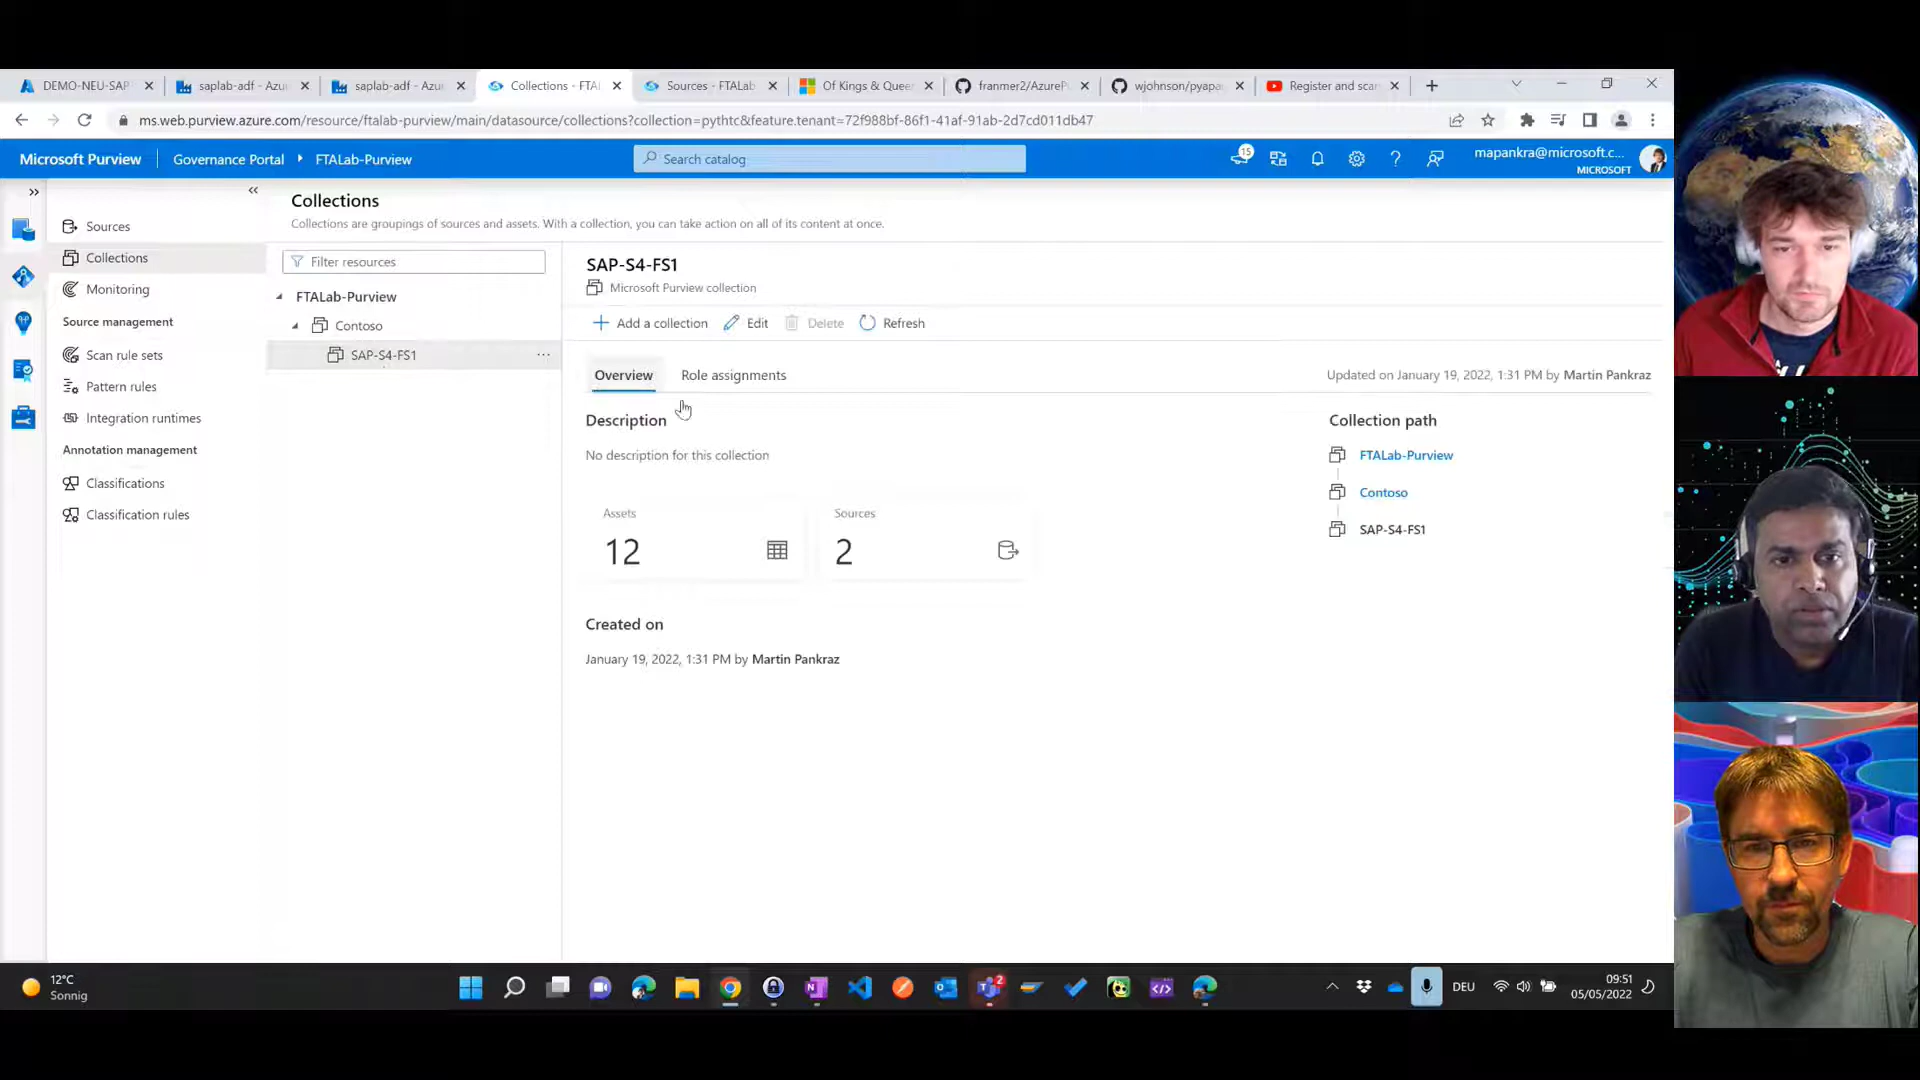 DEMO-NEU-SAP
saplab-adf - Azu
saplab-adf - Azu
Collections - FTA
Sources - FTALab
Of Kings & Quee
franmer2/AzureP
wjohnson/pyapa
Register and scan
ms.web.purview.azure.com/resource/ftalab-purview/main/datasource/collections?collection=pythtc&feature.tenant=72f988bf-86f1-41af-91ab-2d7cd011db47
Microsoft Purview
Governance Portal
FTALab-Purview
Search catalog
15
mapankra@microsoft.c...
MICROSOFT
Sources
Collections
Monitoring
Source management
Scan rule sets
Pattern rules
Integration runtimes
Annotation management
Classifications
Classification rules
Collections
Collections are groupings of sources and assets. With a collection, you can take action on all of its content at once.
Filter resources
FTALab-Purview
Contoso
SAP-S4-FS1
SAP-S4-FS1
Microsoft Purview collection
Add a collection
Edit
Delete
Refresh
Overview
Role assignments
Updated on January 19, 2022, 1:31 PM by Martin Pankraz
Description
No description for this collection
Assets
12
Sources
2
Created on
January 19, 2022, 1:31 PM by Martin Pankraz
Collection path
FTALab-Purview
Contoso
SAP-S4-FS1
12°C
Sonnig
2
DEU
09:51
05/05/2022